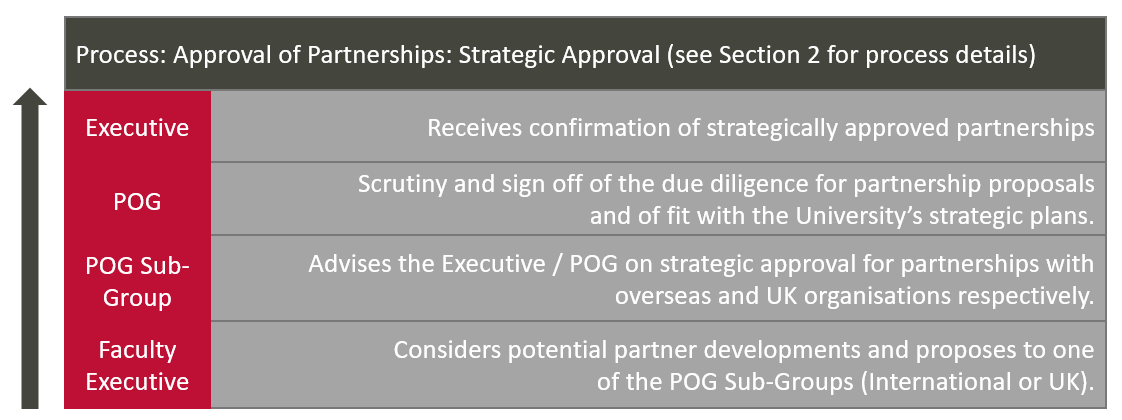 Process: Approval of Partnerships: Strategic Approval (see Section 2 for process details)
Executive
Receives confirmation of strategically approved partnerships
POG
Scrutiny and sign off of the due diligence for partnership proposals
and of fit with the University's strategic plans.
POG Sub-
Group
Advises the Executive / POG on strategic approval for partnerships with
overseas and UK organisations respectively.
Faculty
Executive
Considers potential partner developments and proposes to one
of the POG Sub-Groups (International or UK).